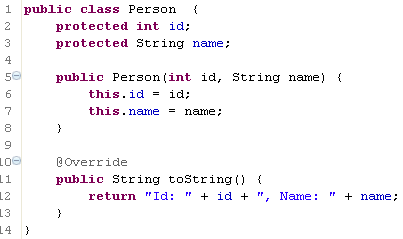 1 public class Person  {
2     protected int id;
3     protected String name;
4
5     public Person(int id, String name) {
6         this.id = id;
7         this.name = name;
8     }
9
10     @Override
11     public String toString() {
12         return "Id: " + id + ", Name: " + name;
13     }
14 }